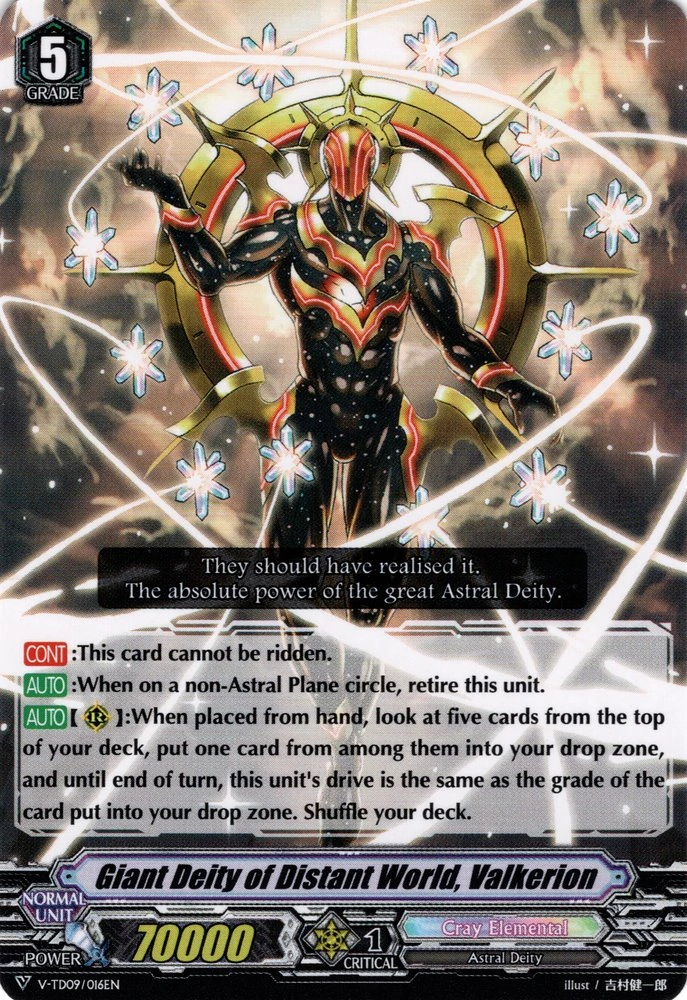 5
GRADE
They should have realised it.
The absolute power of the great Astral Deity.
CONT:This card cannot be ridden.
AUTO:When on a non-Astral Plane circle, retire this unit.
AUTO[ R ]:When placed from hand, look at five cards from the top
of your deck, put one card from among them into your drop zone,
and until end of turn, this unit's drive is the same as the grade of the
card put into your drop zone. Shuffle your deck.
Giant Deity of Distant World, Valkerion
NORMAL
UNIT
POWER 70000
1
CRITICAL
Cray Elemental
Astral Deity
V-TD09/016EN
illust / 吉村健一郎